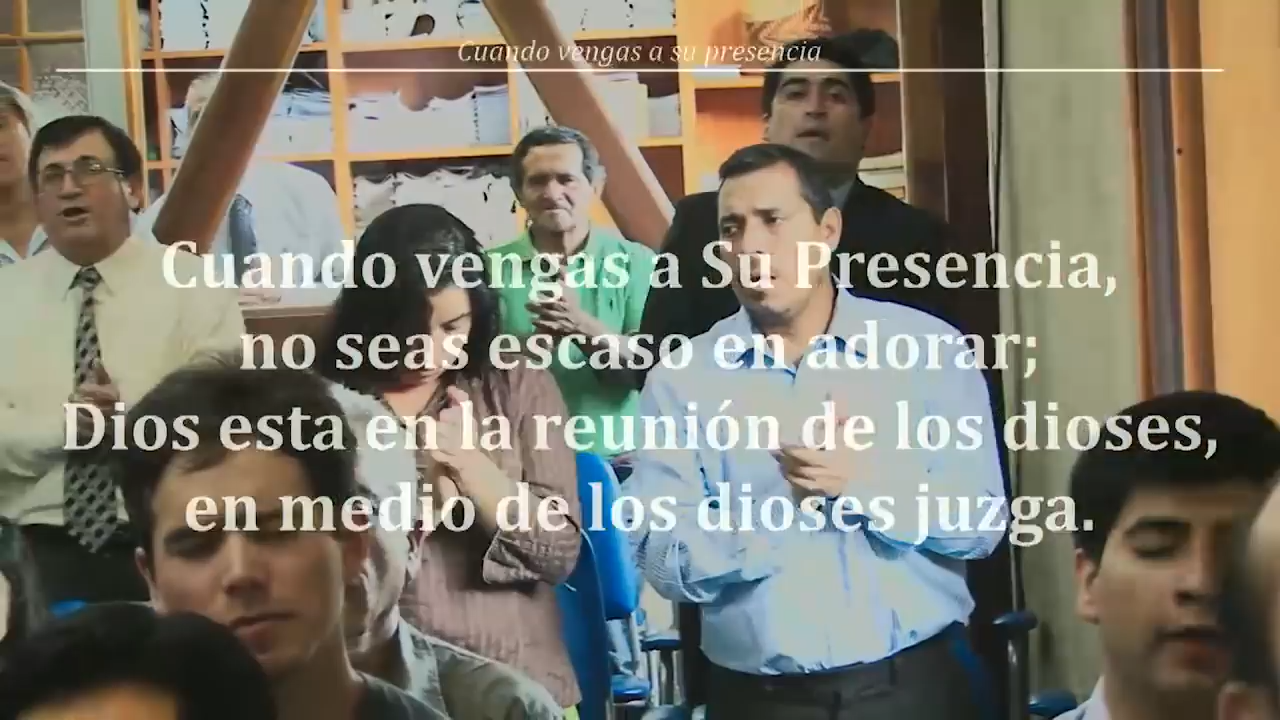 Cuando vengas a su presencia
Cuando vengas a Su Presencia,
no seas escaso en adorar;
Dios esta en la reunión de los dioses,
en medio de los dioses juzga.